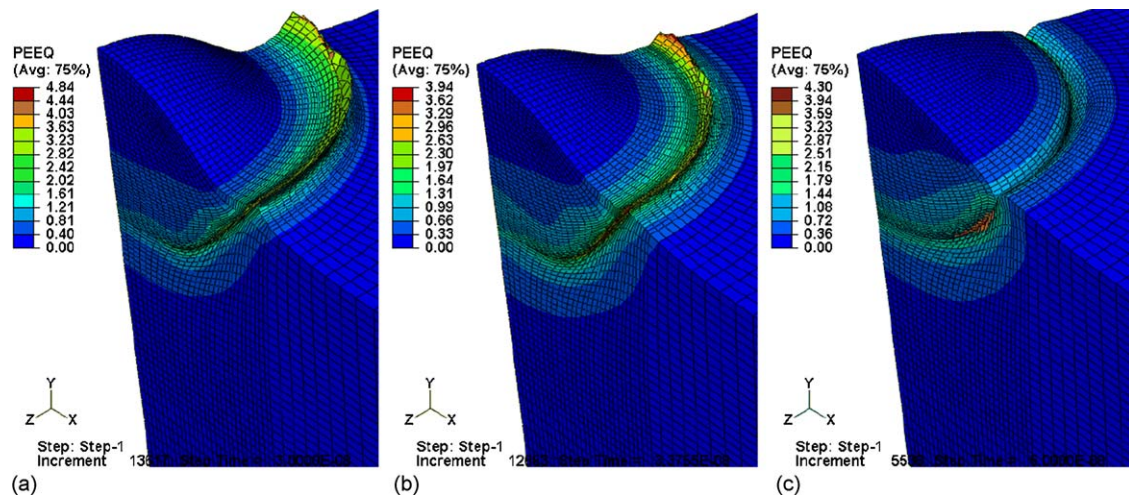 PEEQ
(Avg: 75%)
4.84
4.44
4.03
3.63
3.22
2.82
2.42
2.02
1.61
1.21
0.81
0.40
0.00
Y
Z X
Step: Step-1
Increment
(a)
PEEQ
(Avg: 75%)
3.94
3.62
3.29
2.96
2.63
2.30
1.97
1.64
1.31
0.99
0.66
0.33
0.00
Y
Z X
Step: Step-1
Increment
(b)
PEEQ
(Avg: 75%)
4.30
3.94
3.59
3.23
2.87
2.51
2.15
1.79
1.44
1.08
0.72
0.36
0.00
Y
Z X
Step: Step-1
Increment
(c)